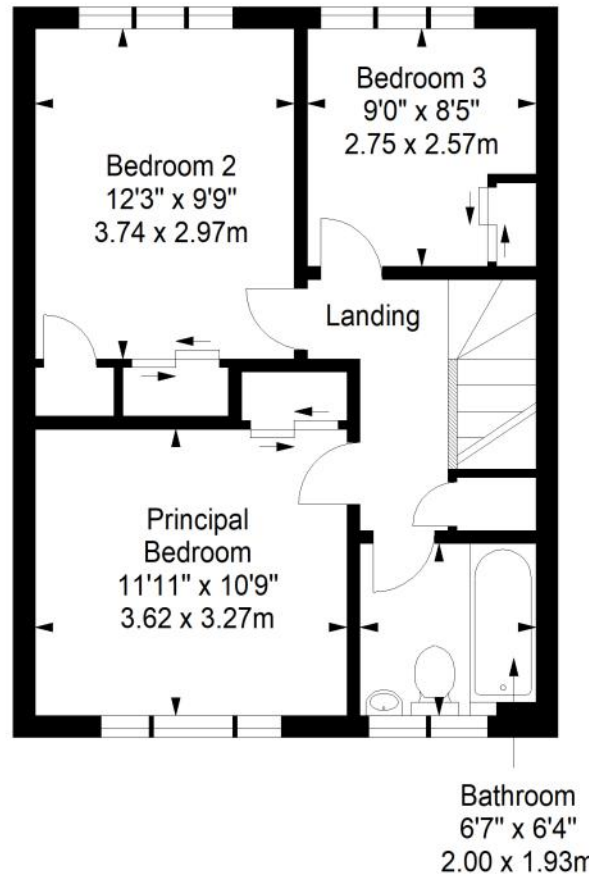 Bedroom 2
12'3" x 9'9"
3.74 x 2.97m
Bedroom 3
9'0" x 8'5"
2.75 x 2.57m
Landing
Principal
Bedroom
11'11" x 10'9"
3.62 x 3.27m
Bathroom
6'7" x 6'4"
2.00 x 1.93m